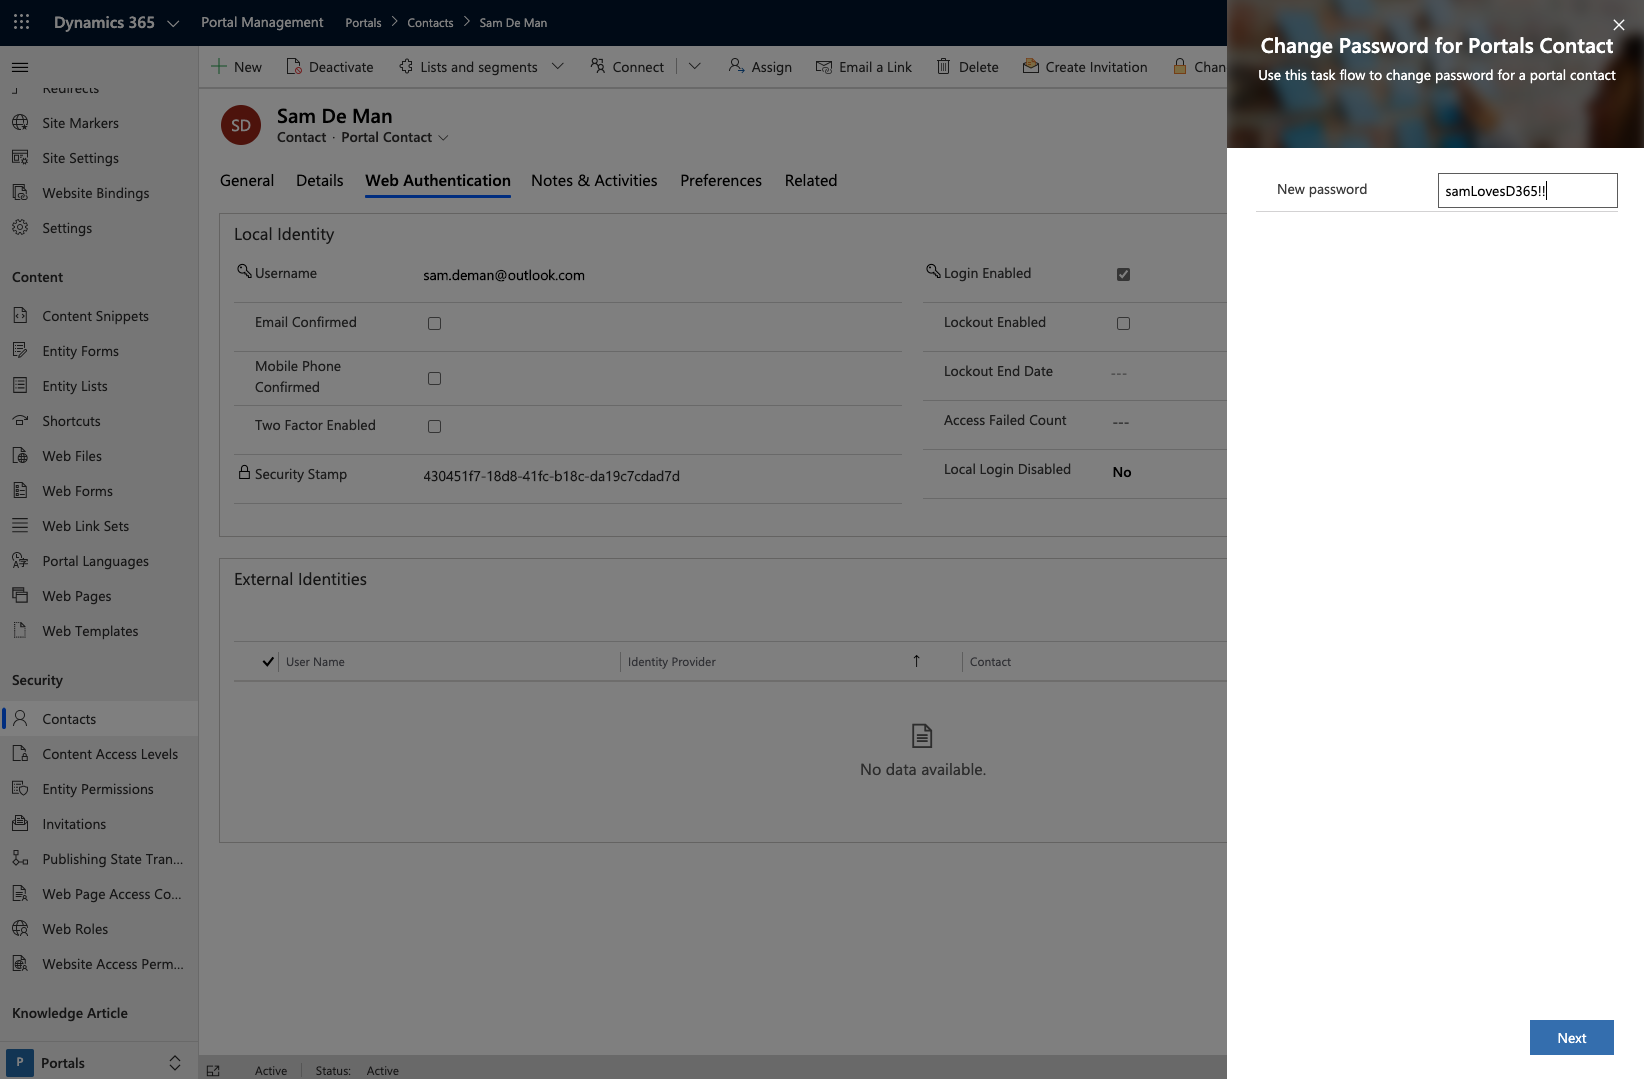 Dynamics 365
Portal Management
Portals > Contacts > Sam De Man
Change Password for Portals Contact
Use this task flow to change password for a portal contact
New password
samLovesD365!!
Next
New
Deactivate
Lists and segments
Connect
Assign
Email a Link
Delete
Create Invitation
Chan
SD
Sam De Man
Contact · Portal Contact
General
Details
Web Authentication
Notes & Activities
Preferences
Related
Local Identity
Username
sam.deman@outlook.com
Email Confirmed
Mobile Phone
Confirmed
Two Factor Enabled
Security Stamp
430451f7-18d8-41fc-b18c-da19c7cdad7d
Login Enabled
Lockout Enabled
Lockout End Date
---
Access Failed Count
---
Local Login Disabled
No
External Identities
User Name
Identity Provider
Contact
No data available.
Active
Status: Active
Redirects
Site Markers
Site Settings
Website Bindings
Settings
Content
Content Snippets
Entity Forms
Entity Lists
Shortcuts
Web Files
Web Forms
Web Link Sets
Portal Languages
Web Pages
Web Templates
Security
Contacts
Content Access Levels
Entity Permissions
Invitations
Publishing State Tran...
Web Page Access Co...
Web Roles
Website Access Perm...
Knowledge Article
P
Portals